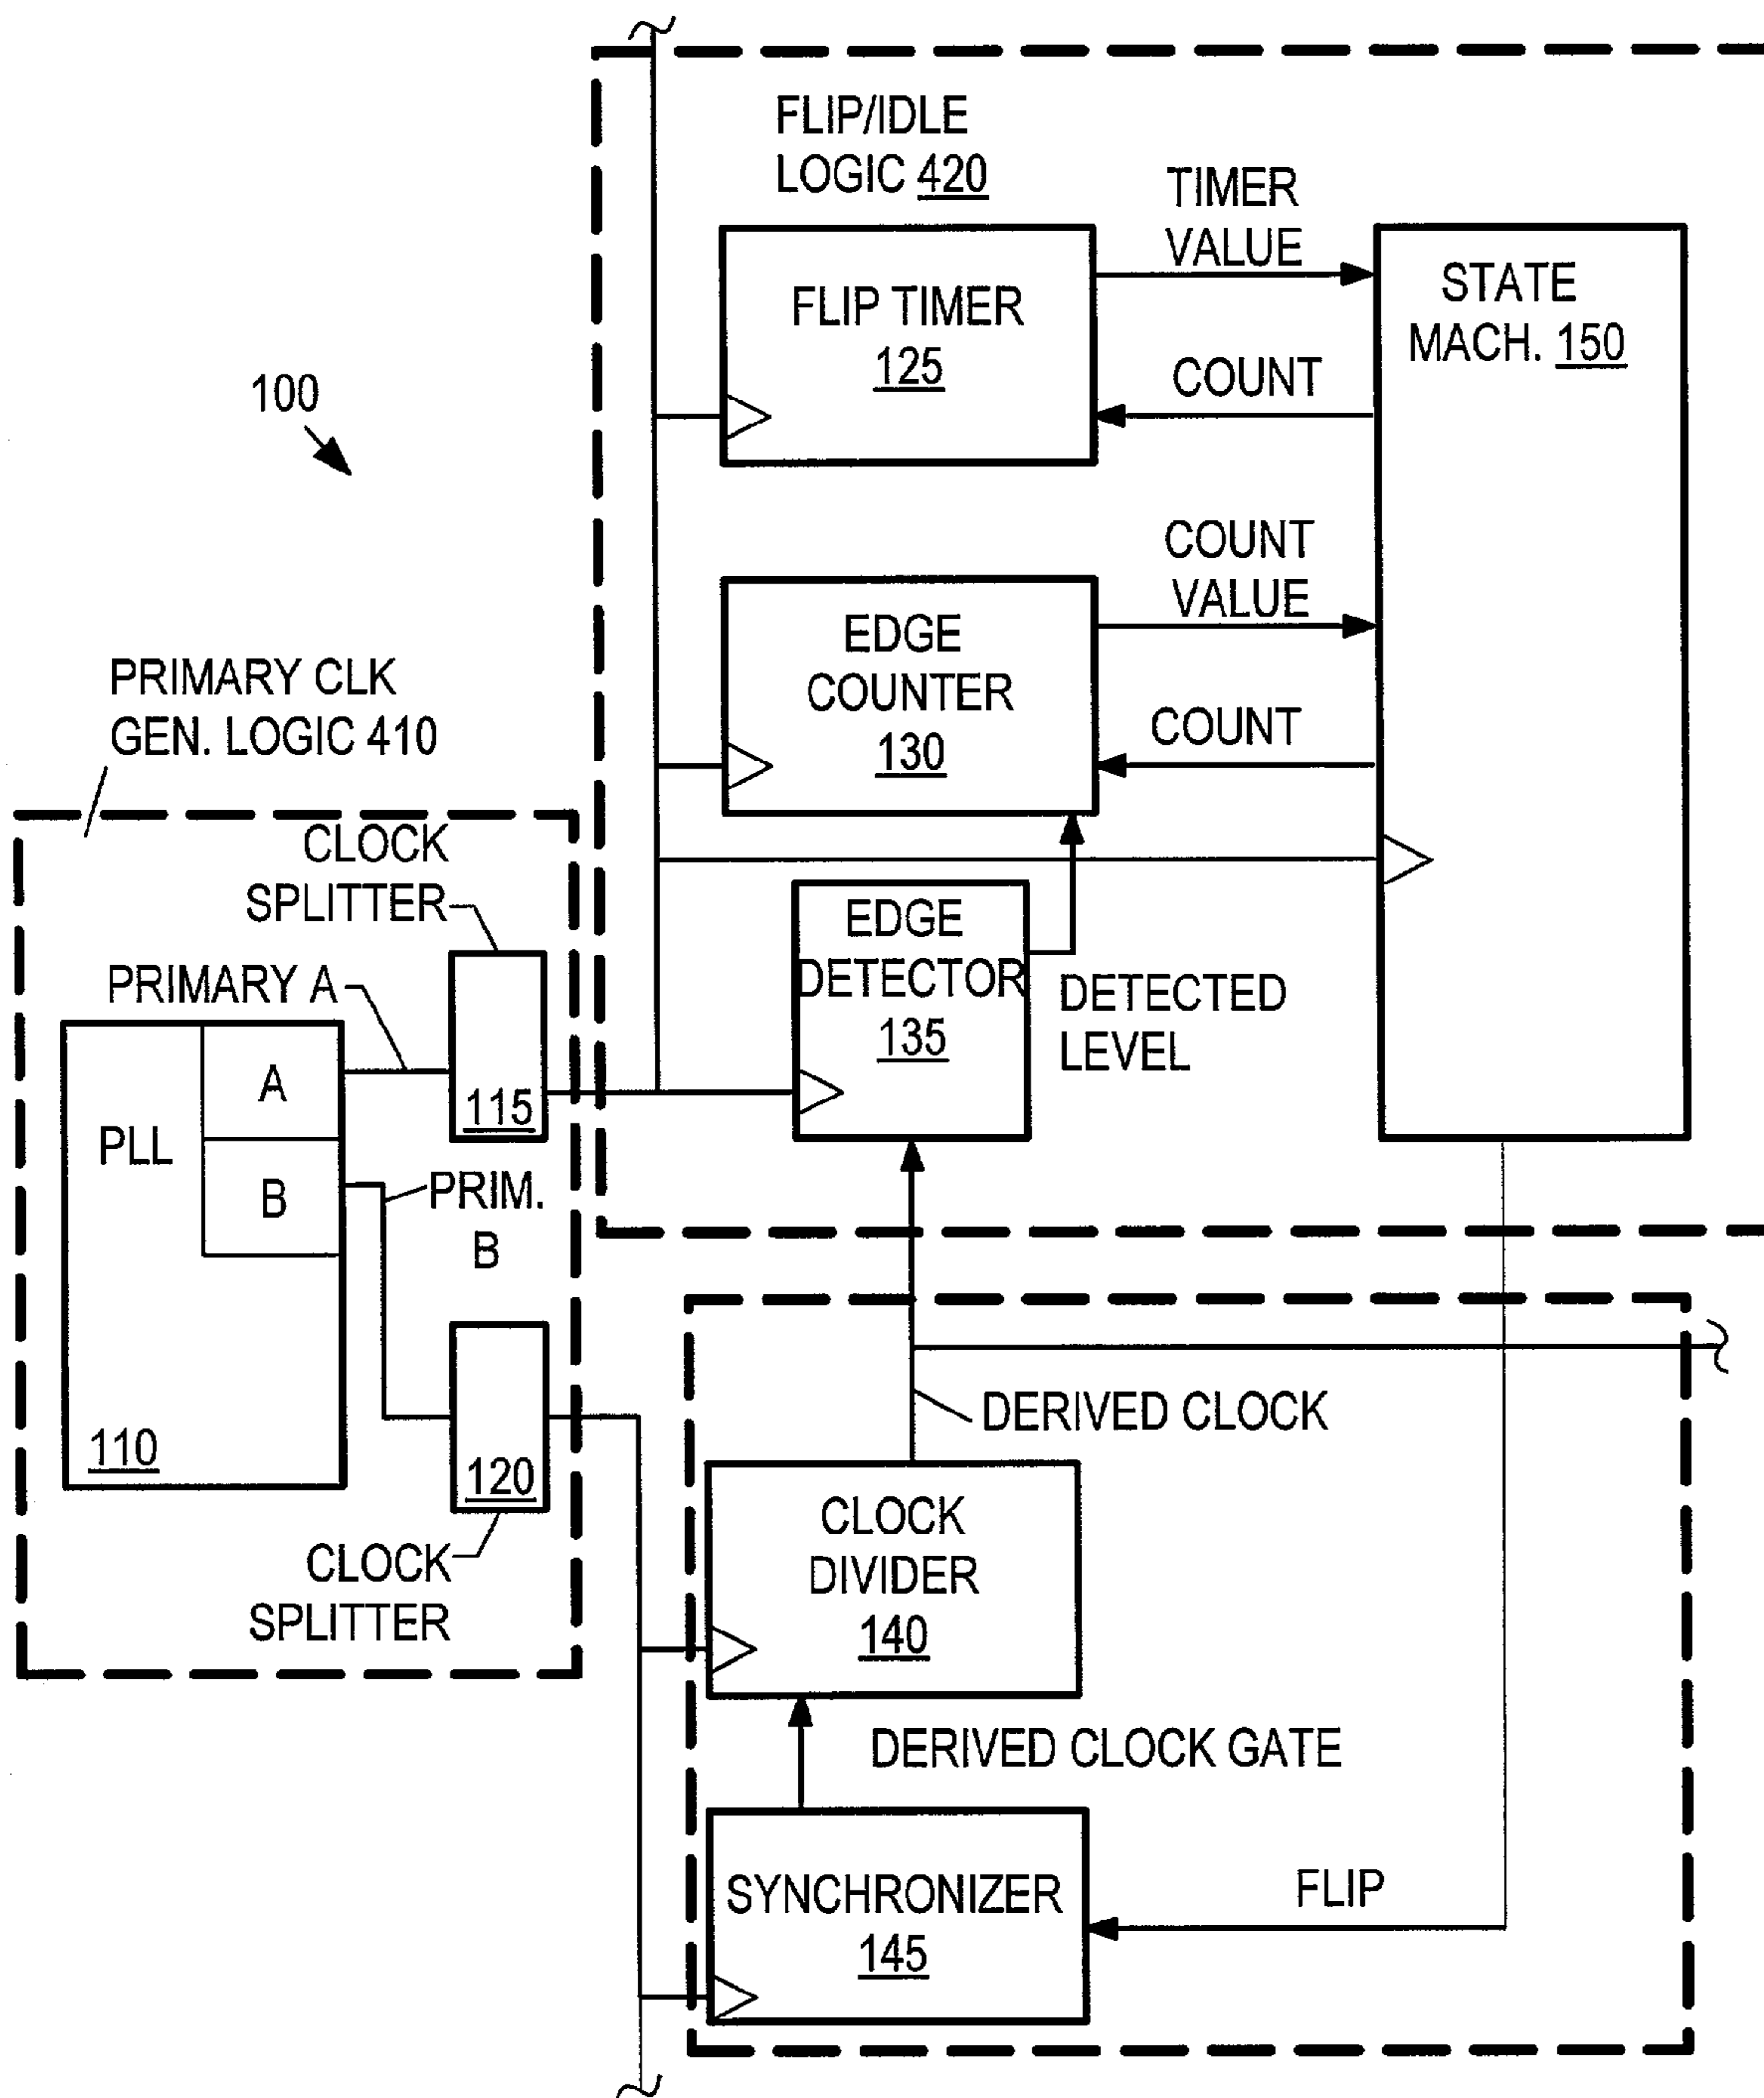 FLIP/IDLE
LOGIC 420
TIMER
VALUE
FLIP TIMER
125
STATE
MACH. 150
COUNT
100
COUNT
VALUE
EDGE
COUNTER
130
COUNT
PRIMARY CLK
GEN. LOGIC 410
CLOCK
SPLITTER
EDGE
DETECTOR
135
DETECTED
LEVEL
PRIMARY A
A
115
PLL
B
PRIM.
B
110
120
CLOCK
SPLITTER
DERIVED CLOCK
CLOCK
DIVIDER
140
DERIVED CLOCK GATE
SYNCHRONIZER
145
FLIP